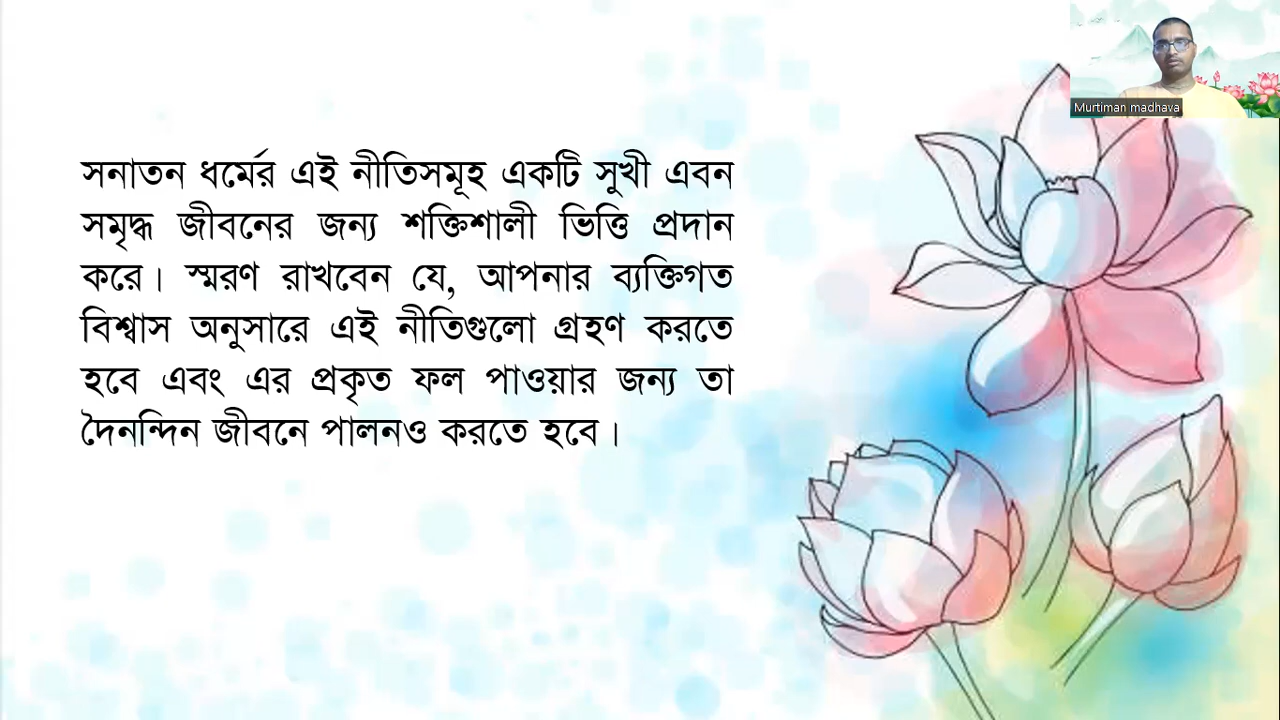 Murtiman madhava
সনাতন ধর্মের এই নীতিসমূহ একটি সুখী এবন
সমৃদ্ধ জীবনের জন্য শক্তিশালী ভিত্তি প্রদান
করে। স্মরণ রাখবেন যে, আপনার ব্যক্তিগত
বিশ্বাস অনুসারে এই নীতিগুলো গ্রহণ করতে
হবে এবং এর প্রকৃত ফল পাওয়ার জন্য তা
দৈনন্দিন জীবনে পালনও করতে হবে।